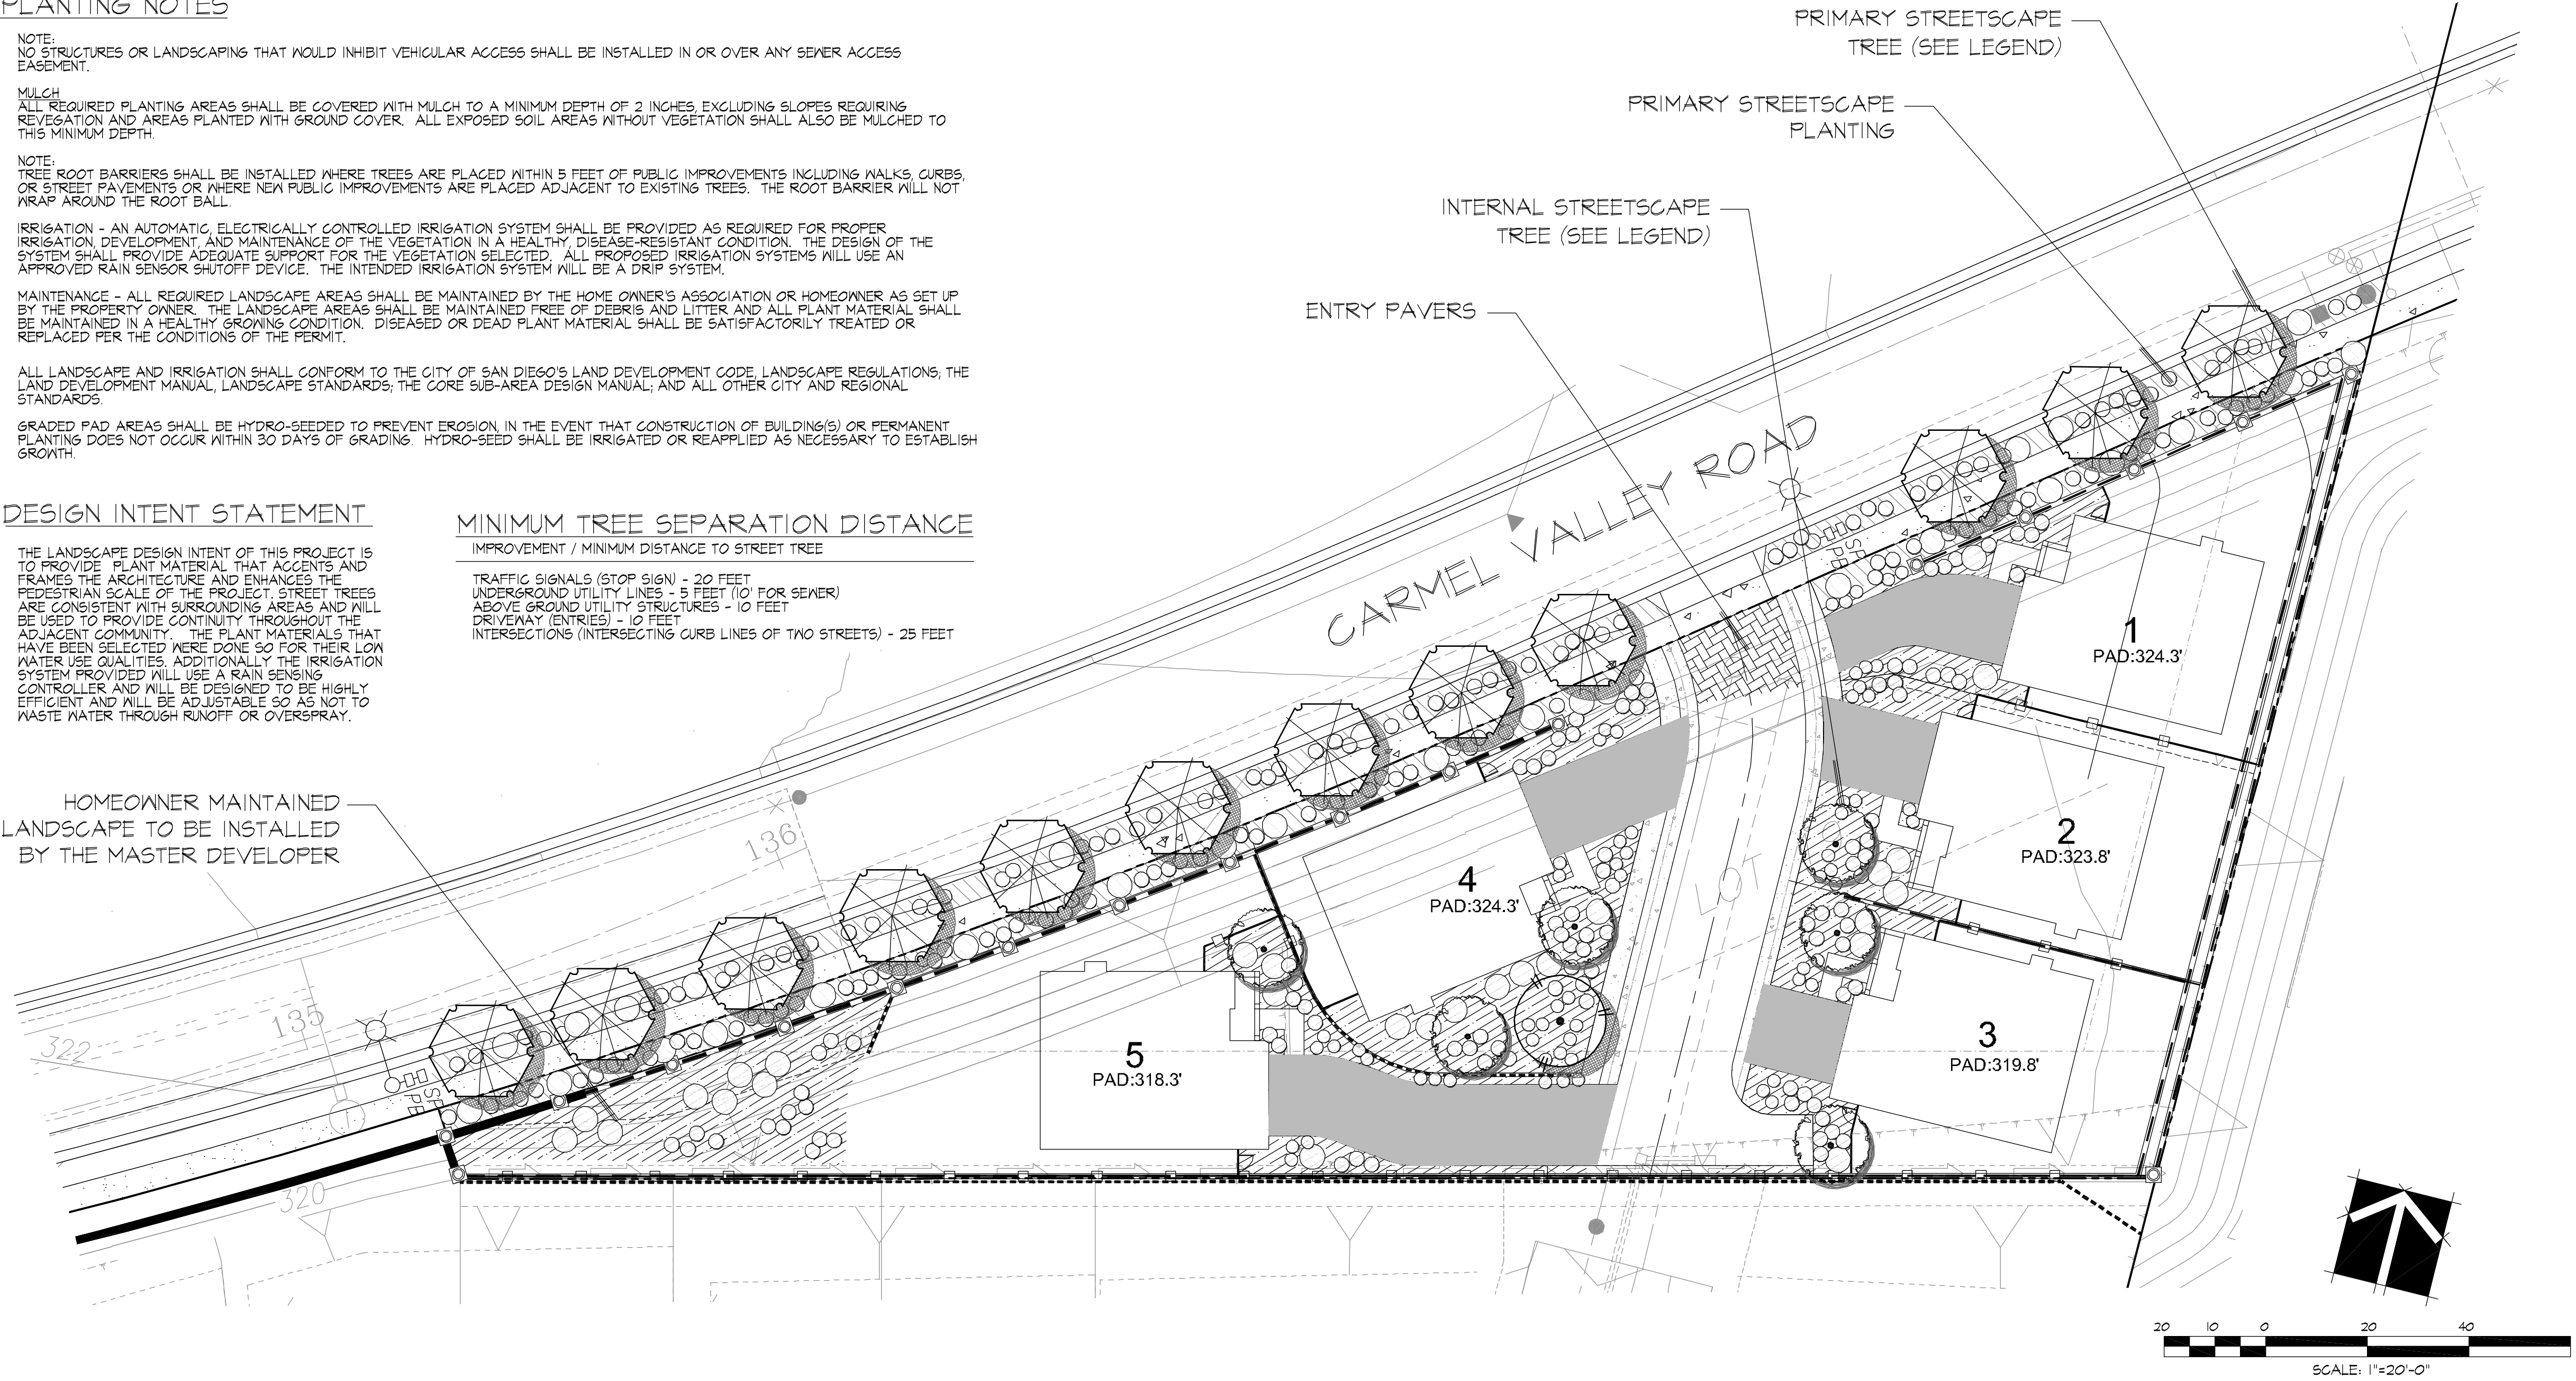 PLANTING NOTES
NOTE:
NO STRUCTURES OR LANDSCAPING THAT WOULD INHIBIT VEHICULAR ACCESS SHALL BE INSTALLED IN OR OVER ANY SEWER ACCESS
EASEMENT.
MULCH
ALL REQUIRED PLANTING AREAS SHALL BE COVERED WITH MULCH TO A MINIMUM DEPTH OF 2 INCHES, EXCLUDING SLOPES REQUIRING
REVEGATION AND AREAS PLANTED WITH GROUND COVER. ALL EXPOSED SOIL AREAS WITHOUT VEGETATION SHALL ALSO BE MULCHED TO
THIS MINIMUM DEPTH.
NOTE:
TREE ROOT BARRIERS SHALL BE INSTALLED WHERE TREES ARE PLACED WITHIN 5 FEET OF PUBLIC IMPROVEMENTS INCLUDING WALKS, CURBS,
OR STREET PAVEMENTS OR WHERE NEW PUBLIC IMPROVEMENTS ARE PLACED ADJACENT TO EXISTING TREES. THE ROOT BARRIER WILL NOT
WRAP AROUND THE ROOT BALL.
IRRIGATION - AN AUTOMATIC, ELECTRICALLY CONTROLLED IRRIGATION SYSTEM SHALL BE PROVIDED AS REQUIRED FOR PROPER
IRRIGATION, DEVELOPMENT, AND MAINTENANCE OF THE VEGETATION IN A HEALTHY, DISEASE-RESISTANT CONDITION. THE DESIGN OF THE
SYSTEM SHALL PROVIDE ADEQUATE SUPPORT FOR THE VEGETATION SELECTED. ALL PROPOSED IRRIGATION SYSTEMS WILL USE AN
APPROVED RAIN SENSOR SHUTOFF DEVICE. THE INTENDED IRRIGATION SYSTEM WILL BE A DRIP SYSTEM.
MAINTENANCE - ALL REQUIRED LANDSCAPE AREAS SHALL BE MAINTAINED BY THE HOME OWNER'S ASSOCIATION OR HOMEOWNER AS SET UP
BY THE PROPERTY OWNER. THE LANDSCAPE AREAS SHALL BE MAINTAINED FREE OF DEBRIS AND LITTER AND ALL PLANT MATERIAL SHALL
BE MAINTAINED IN A HEALTHY GROWING CONDITION. DISEASED OR DEAD PLANT MATERIAL SHALL BE SATISFACTORILY TREATED OR
REPLACED PER THE CONDITIONS OF THE PERMIT.
ALL LANDSCAPE AND IRRIGATION SHALL CONFORM TO THE CITY OF SAN DIEGO'S LAND DEVELOPMENT CODE, LANDSCAPE REGULATIONS; THE
LAND DEVELOPMENT MANUAL, LANDSCAPE STANDARDS; THE CORE SUB-AREA DESIGN MANUAL; AND ALL OTHER CITY AND REGIONAL
STANDARDS.
GRADED PAD AREAS SHALL BE HYDRO-SEEDED TO PREVENT EROSION, IN THE EVENT THAT CONSTRUCTION OF BUILDING(S) OR PERMANENT
PLANTING DOES NOT OCCUR WITHIN 30 DAYS OF GRADING. HYDRO-SEED SHALL BE IRRIGATED OR REAPPLIED AS NECESSARY TO ESTABLISH
GROWTH.
DESIGN INTENT STATEMENT
THE LANDSCAPE DESIGN INTENT OF THIS PROJECT IS
TO PROVIDE PLANT MATERIAL THAT ACCENTS AND
FRAMES THE ARCHITECTURE AND ENHANCES THE
PEDESTRIAN SCALE OF THE PROJECT. STREET TREES
ARE CONSISTENT WITH SURROUNDING AREAS AND WILL
BE USED TO PROVIDE CONTINUITY THROUGHOUT THE
ADJACENT COMMUNITY. THE PLANT MATERIALS THAT
HAVE BEEN SELECTED WERE DONE SO FOR THEIR LOW
WATER USE QUALITIES. ADDITIONALLY THE IRRIGATION
SYSTEM PROVIDED WILL USE A RAIN SENSING
CONTROLLER AND WILL BE DESIGNED TO BE HIGHLY
EFFICIENT AND WILL BE ADJUSTABLE SO AS NOT TO
WASTE WATER THROUGH RUNOFF OR OVERSPRAY.
MINIMUM TREE SEPARATION DISTANCE
IMPROVEMENT / MINIMUM DISTANCE TO STREET TREE
TRAFFIC SIGNALS (STOP SIGN) - 20 FEET
UNDERGROUND UTILITY LINES - 5 FEET (10' FOR SEWER)
ABOVE GROUND UTILITY STRUCTURES - 10 FEET
DRIVEWAY (ENTRIES) - 10 FEET
INTERSECTIONS (INTERSECTING CURB LINES OF TWO STREETS) - 25 FEET
PRIMARY STREETSCAPE
TREE (SEE LEGEND)
PRIMARY STREETSCAPE
PLANTING
INTERNAL STREETSCAPE
TREE (SEE LEGEND)
ENTRY PAVERS
CARMEL VALLEY ROAD
HOMEOWNER MAINTAINED
LANDSCAPE TO BE INSTALLED
BY THE MASTER DEVELOPER
1
PAD:324.3'
2
PAD:323.8'
3
PAD:319.8'
4
PAD:324.3'
5
PAD:318.3'
LOT
136
135
322
320
20 10 0 20 40
SCALE: 1"=20'-0"